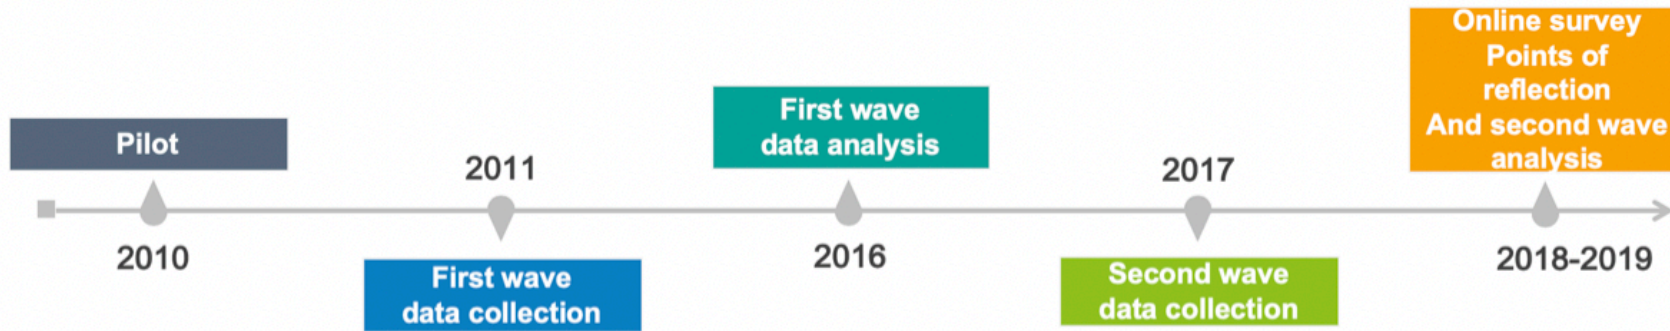 Pilot
2010
2011
First wave
data collection
First wave
data analysis
2016
2017
Second wave
data collection
Online survey
Points of
reflection
And second wave
analysis
2018-2019